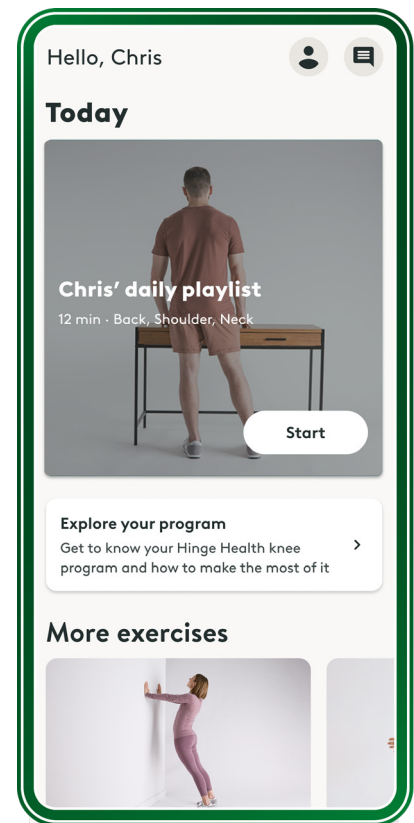 Hello, Chris
Today
Chris’ daily playlist
12 min · Back, Shoulder, Neck
Start
Explore your program
Get to know your Hinge Health knee
program and how to make the most of it
More exercises